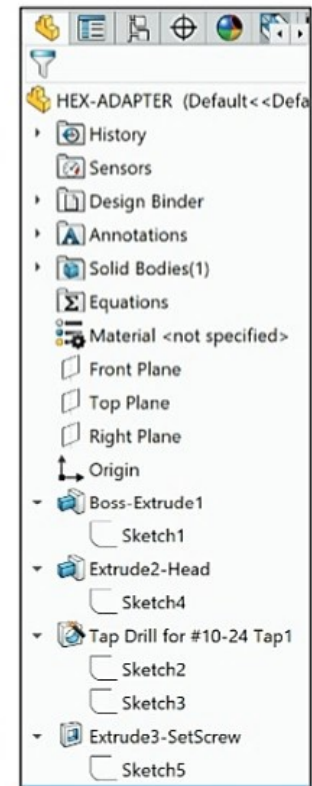 HEX-ADAPTER (Default<<Defa
History
Sensors
Design Binder
Annotations
Solid Bodies(1)
Equations
Material <not specified>
Front Plane
Top Plane
Right Plane
Origin
Boss-Extrude1
Sketch1
Extrude2-Head
Sketch4
Tap Drill for #10-24 Tap1
Sketch2
Sketch3
Extrude3-SetScrew
Sketch5